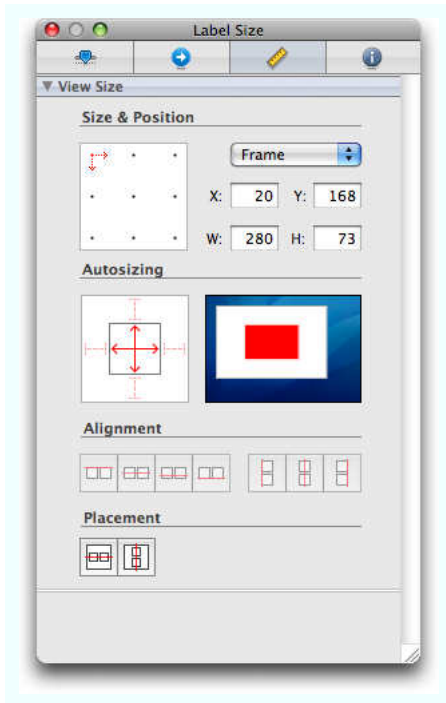 Label Size
View Size
Size & Position
Frame
X: 20 Y: 168
W: 280 H: 73
Autosizing
Alignment
Placement